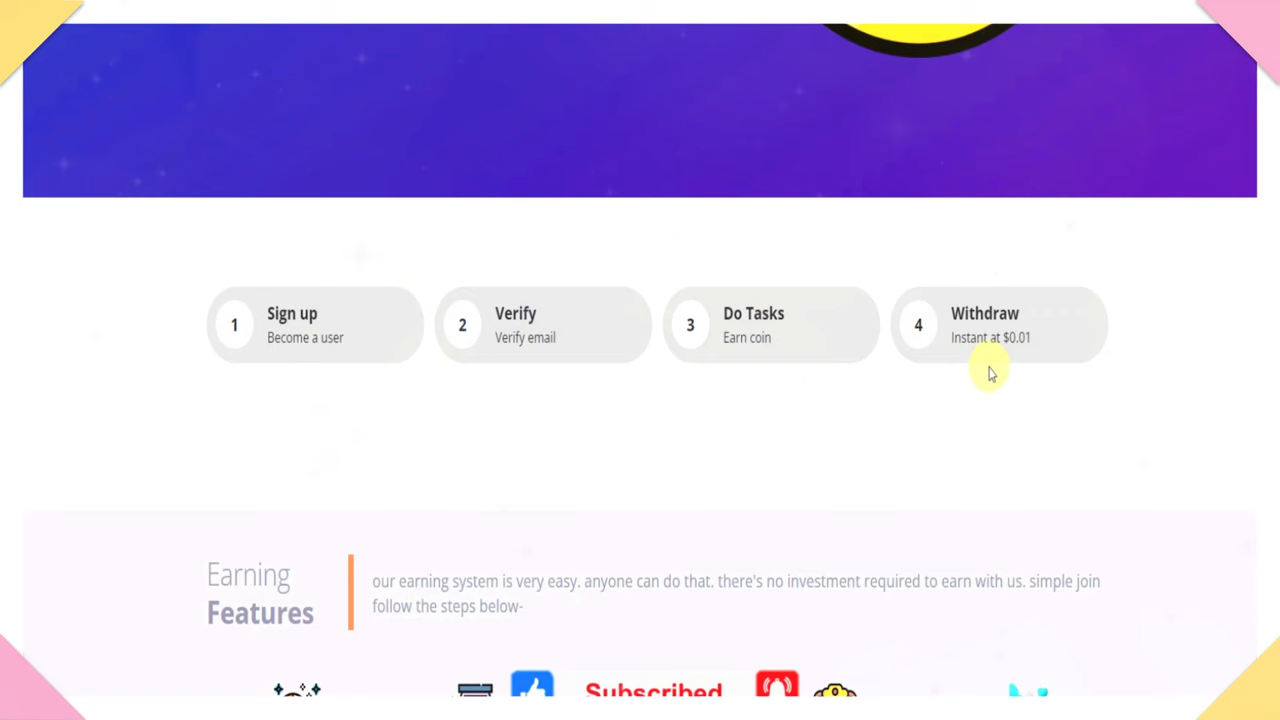 1
Sign up
Become a user
2
Verify
Verify email
3
Do Tasks
Earn coin
4
Withdraw
Instant at $0.01
Earning
Features
our earning system is very easy. anyone can do that. there's no investment required to earn with us. simple join
follow the steps below-
Subscribed